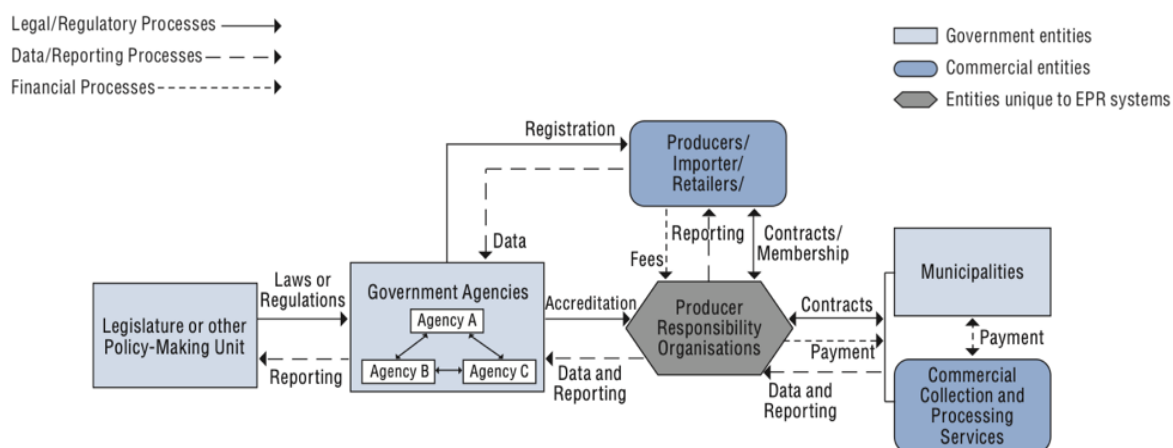 Legal/Regulatory Processes
Data/Reporting Processes
Financial Processes
Government entities
Commercial entities
Entities unique to EPR systems
Registration
Producers/
Importer/
Retailers/
Data
Fees
Reporting
Contracts/
Membership
Laws or
Regulations
Legislature or other
Policy-Making Unit
Reporting
Government Agencies
Agency A
Agency B
Agency C
Accreditation
Data and
Reporting
Producer
Responsibility
Organisations
Contracts
Payment
Data and
Reporting
Municipalities
Payment
Commercial
Collection and
Processing
Services